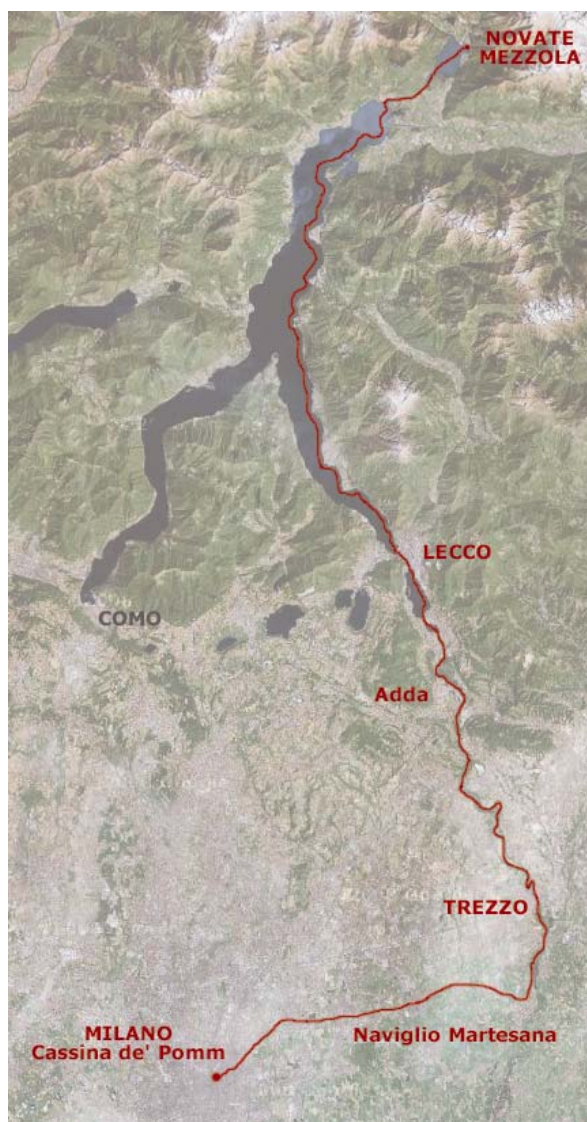 NOVATE
MEZZOLA
LECCO
COMO
Adda
TREZZO
MILANO
Cassina de' Pomm
Naviglio Martesana